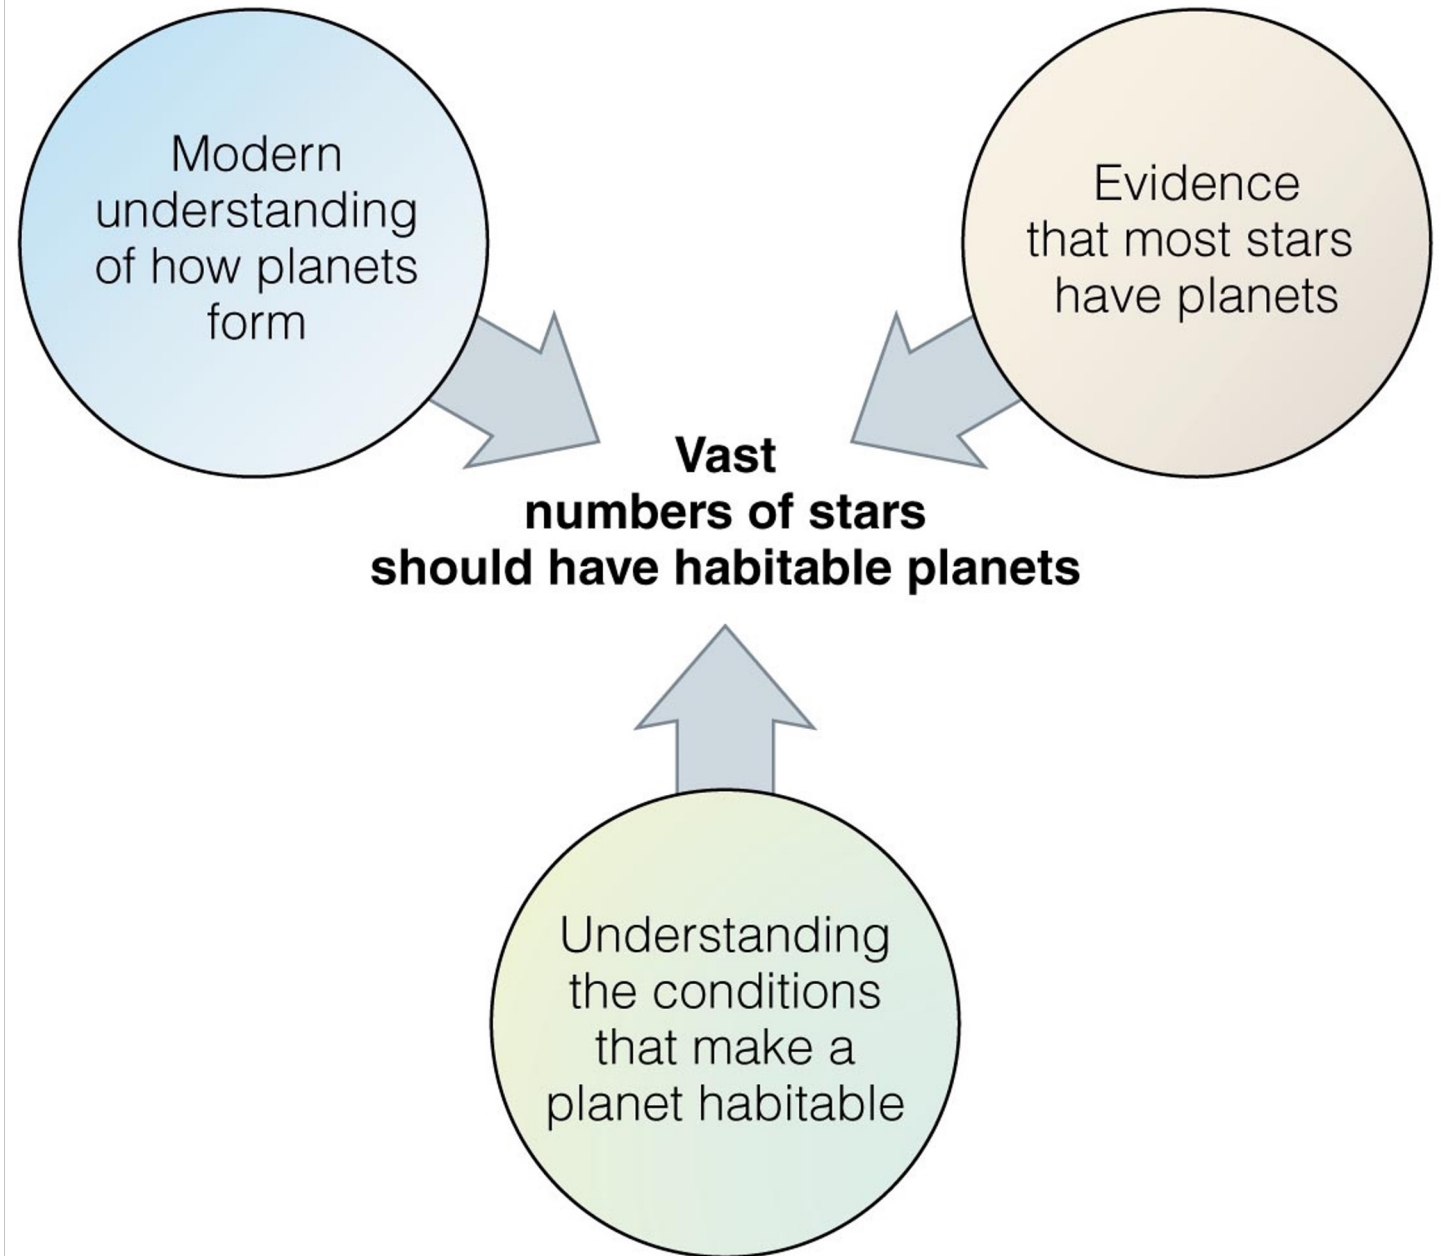 Modern
understanding
of how planets
form
Evidence
that most stars
have planets
Vast
numbers of stars
should have habitable planets
Understanding
the conditions
that make a
planet habitable